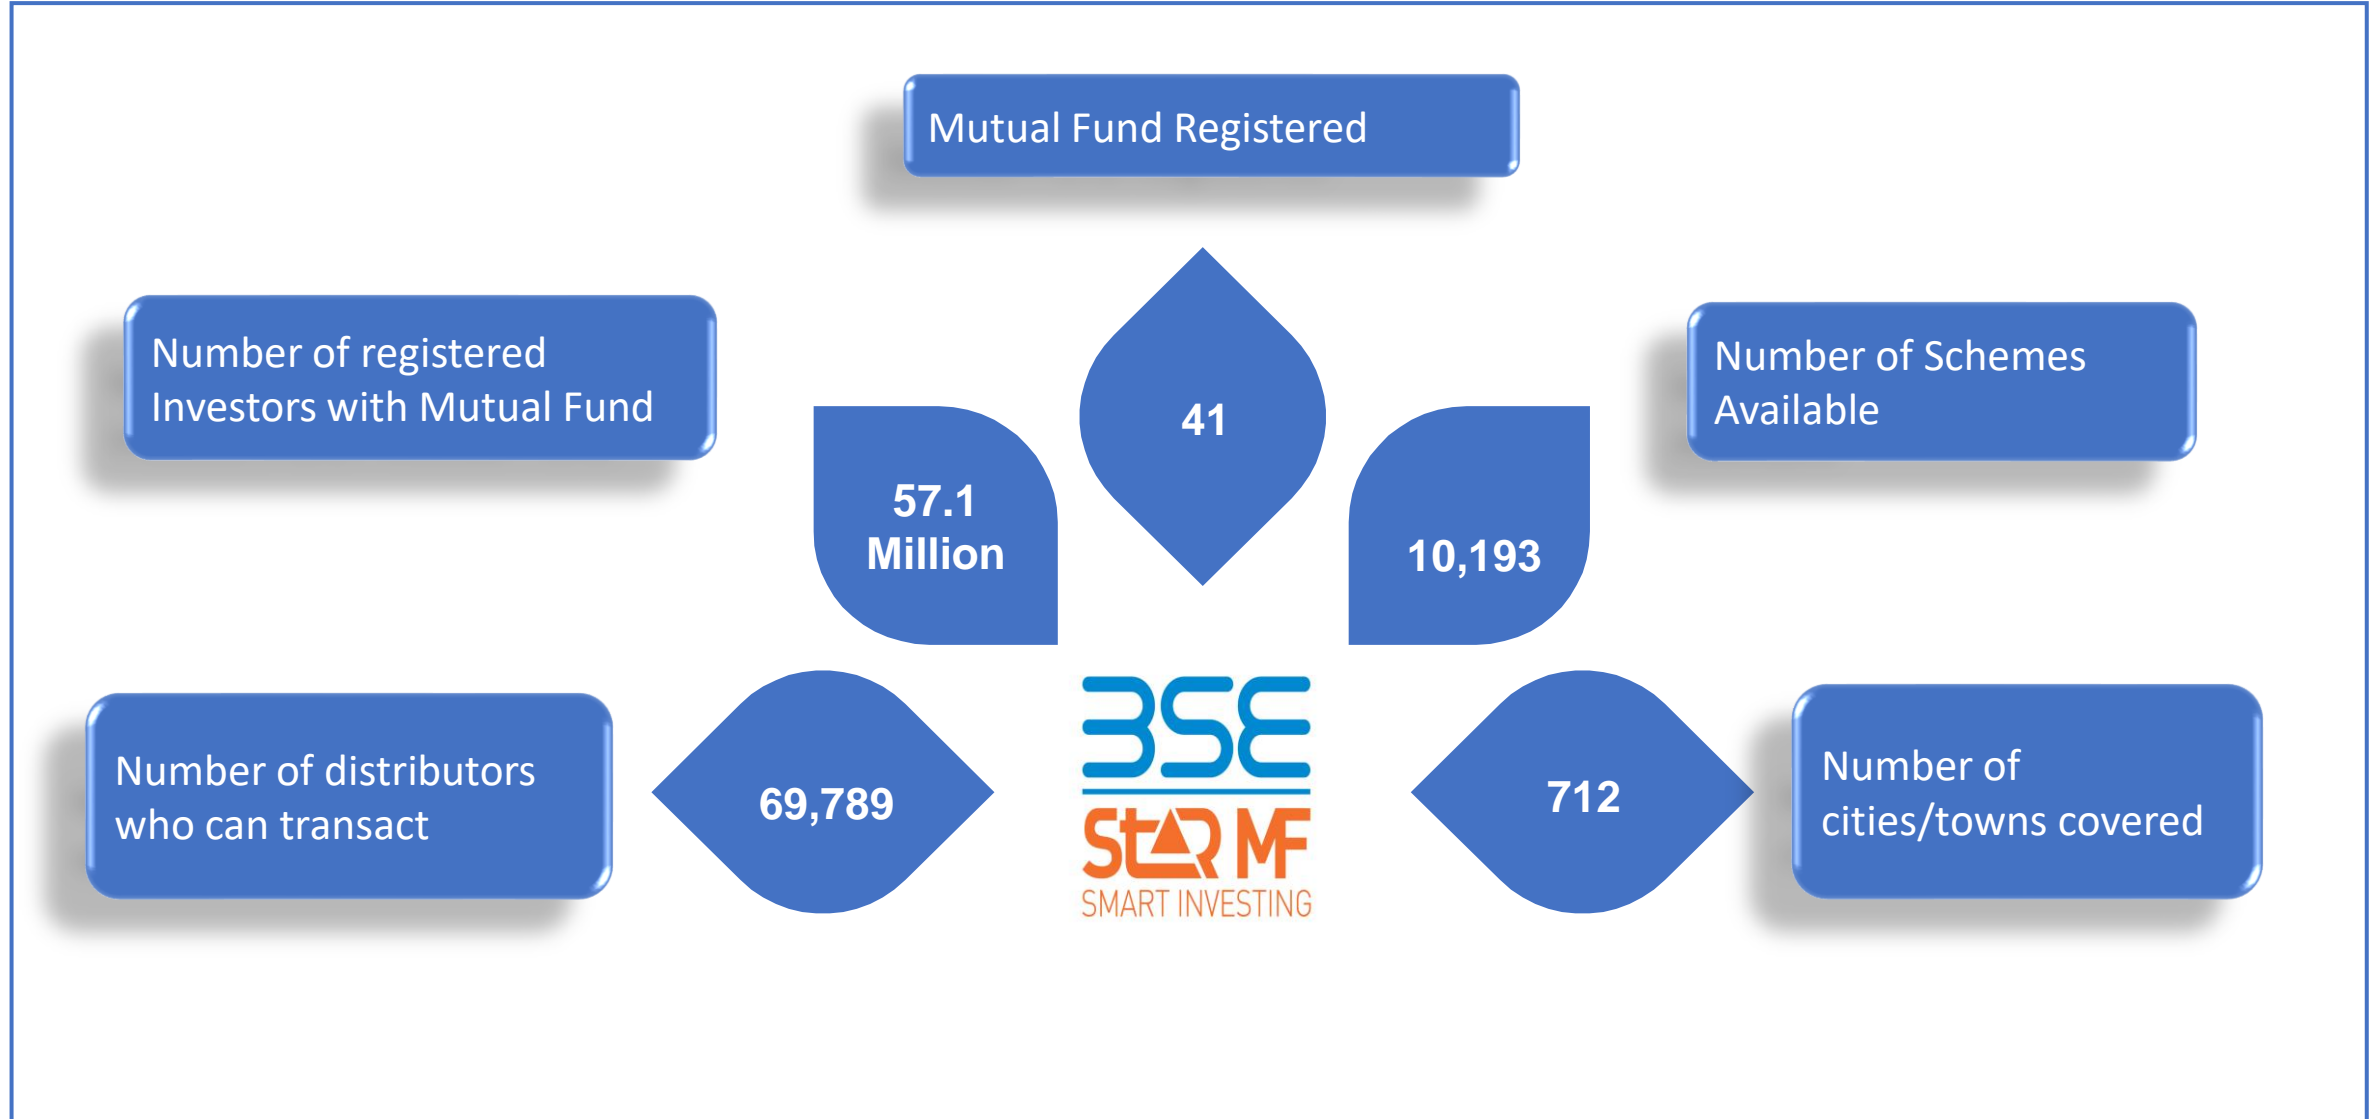 Mutual Fund Registered
41
Number of registered
Investors with Mutual Fund
57.1
Million
Number of Schemes
Available
10,193
Number of distributors
who can transact
69,789
BSE
StAR MF
SMART INVESTING
712
Number of
cities/towns covered